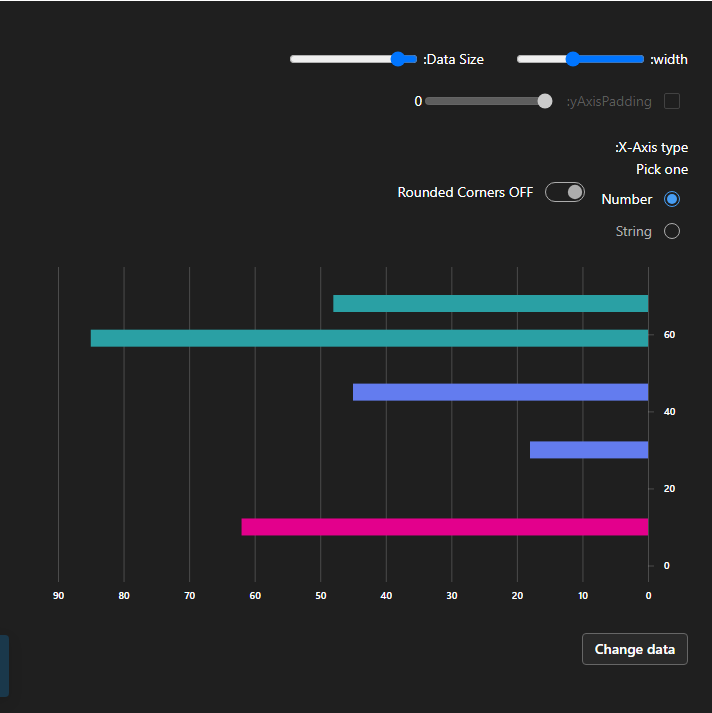 :width
:Data Size
:yAxisPadding
0
:X-Axis type
Pick one
Number
Rounded Corners OFF
String
60
40
20
0
90 80 70 60 50 40 30 20 10 0
Change data